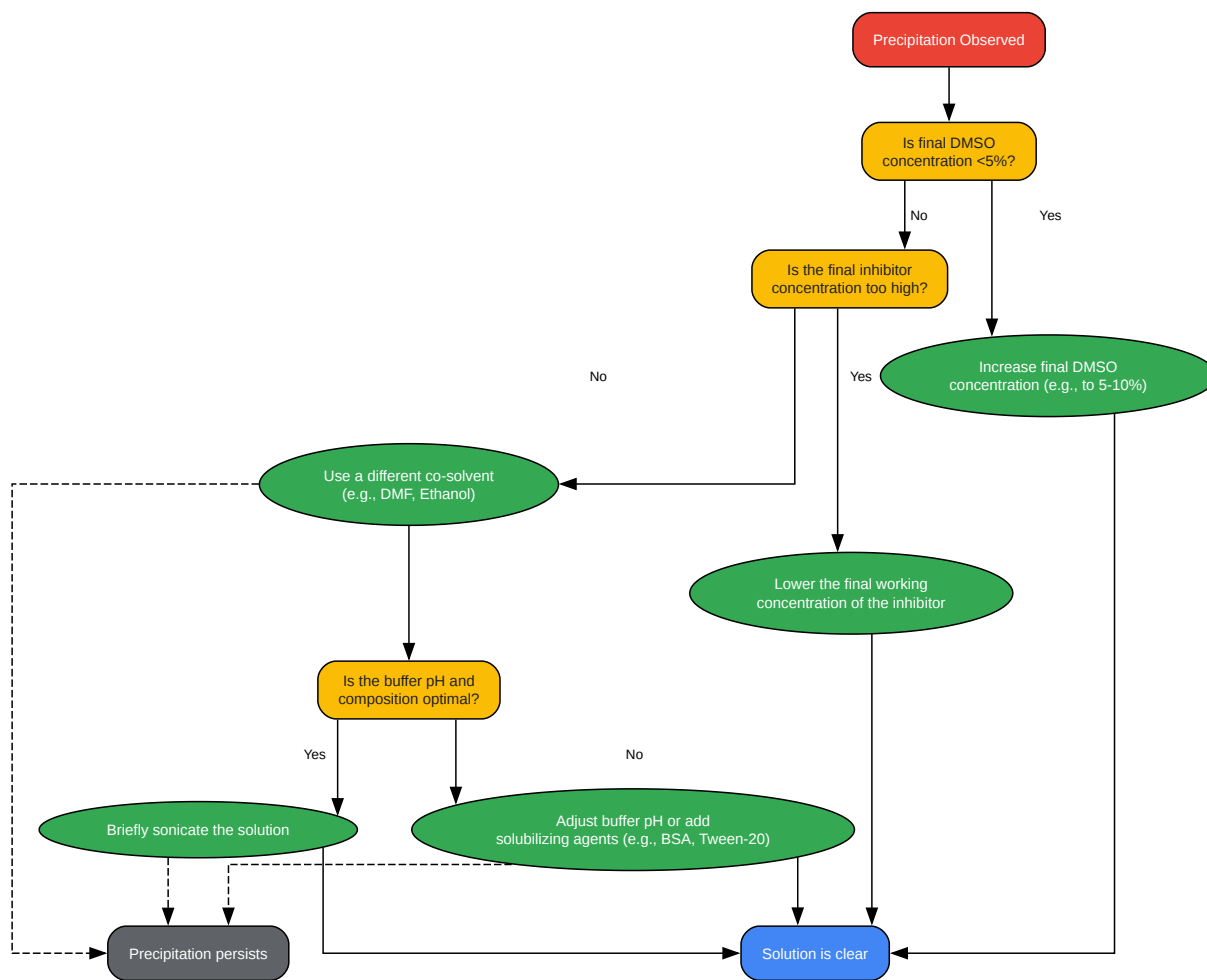 Precipitation Observed
Is final DMSO
concentration <5%?
No
Yes
Is the final inhibitor
concentration too high?
No
Yes
Increase final DMSO
concentration (e.g., to 5-10%)
Use a different co-solvent
(e.g., DMF, Ethanol)
Lower the final working
concentration of the inhibitor
Is the buffer pH and
composition optimal?
Yes
No
Briefly sonicate the solution
Adjust buffer pH or add
solubilizing agents (e.g., BSA, Tween-20)
Precipitation persists
Solution is clear